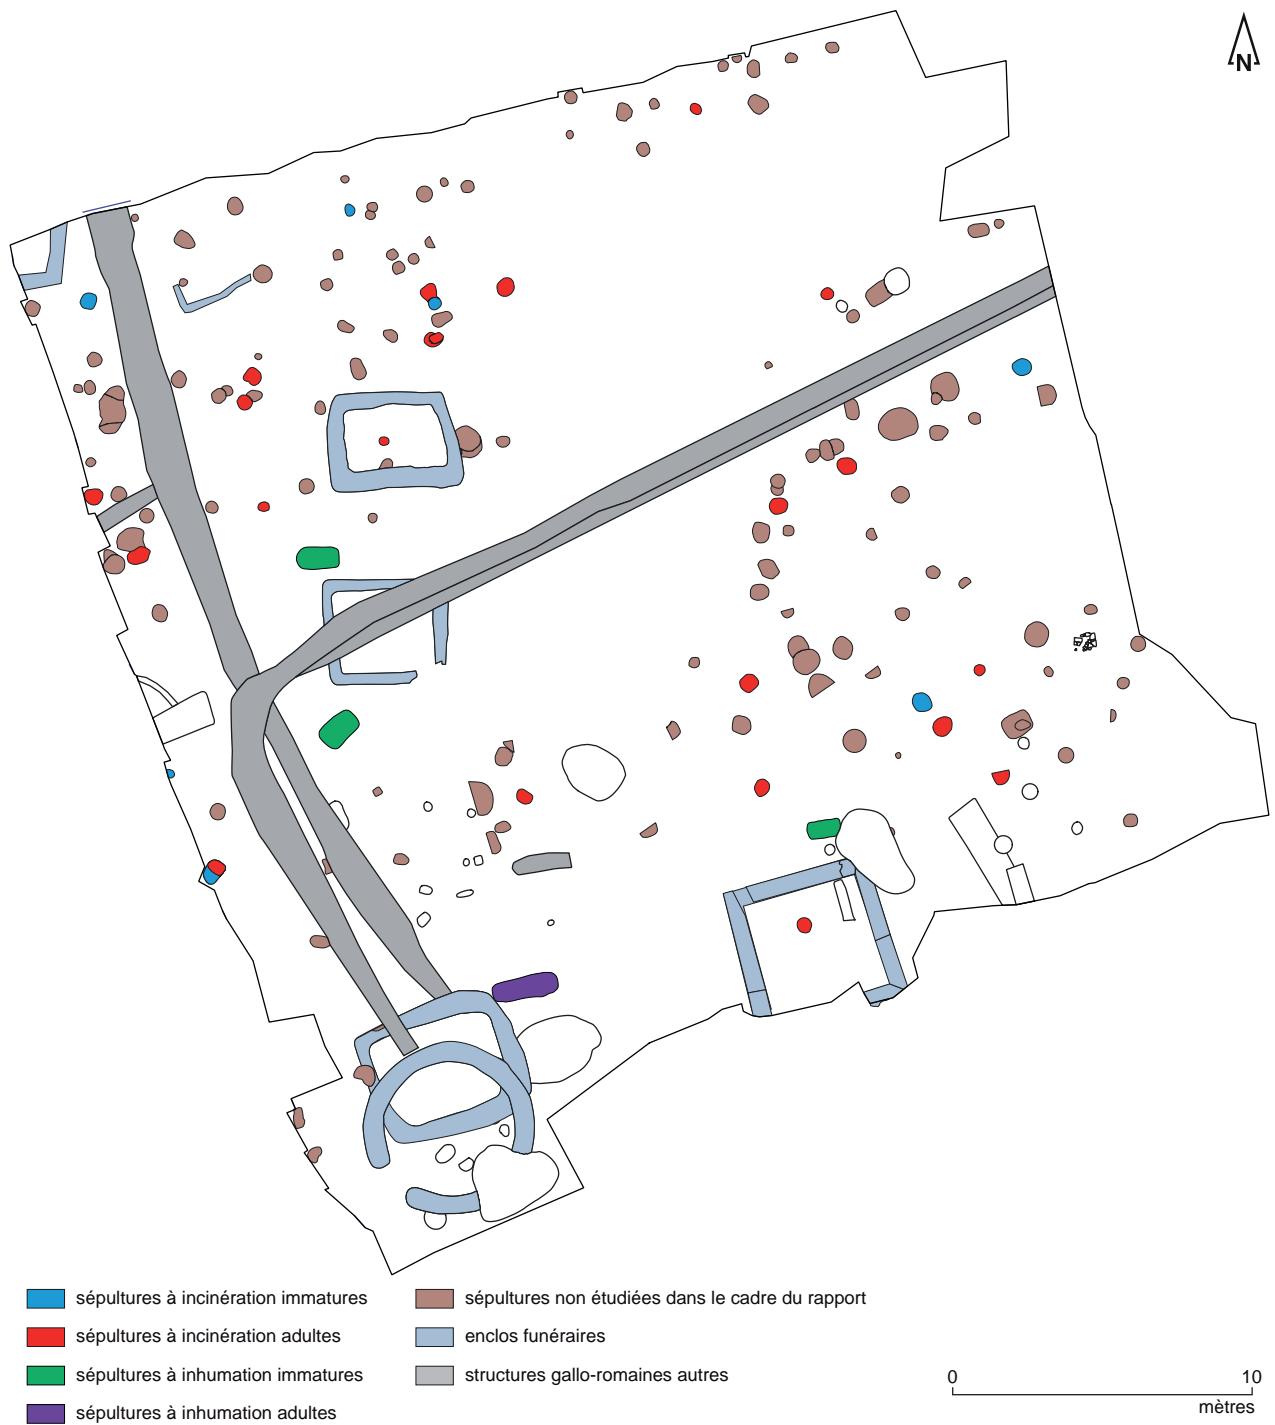 N
sépultures à incinération immatures
sépultures à incinération adultes
sépultures à inhumation immatures
sépultures à inhumation adultes
sépultures non étudiées dans le cadre du rapport
enclos funéraires
structures gallo-romaines autres
0 10
mètres